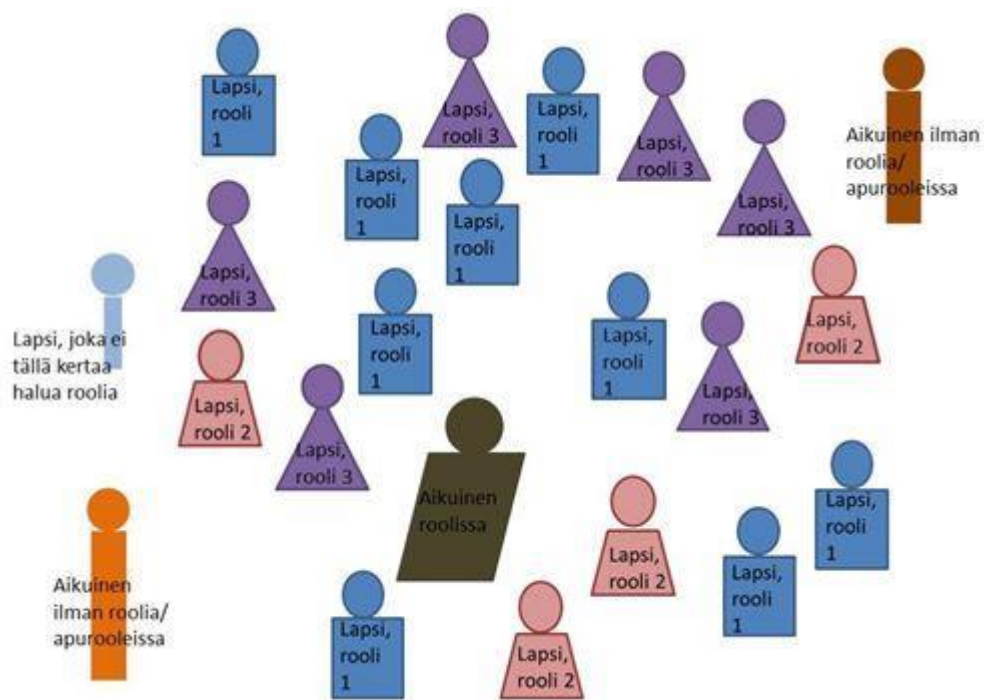 Lapsi,
rooli
1
Lapsi,
rooli 3
Lapsi,
rooli
1
Lapsi,
rooli 3
Aikuinen ilman
roolia/
apurooleissa
Lapsi,
rooli
1
Lapsi,
rooli
1
Lapsi,
rooli 3
Lapsi,
rooli 3
Lapsi, joka ei
tällä kertaa
halua roolia
Lapsi,
rooli
1
Lapsi,
rooli
1
Lapsi,
rooli 2
Lapsi,
rooli 2
Lapsi,
rooli 3
Lapsi,
rooli 3
Aikuinen
roolissa
Lapsi,
rooli
1
Aikuinen
ilman roolia/
apurooleissa
Lapsi,
rooli 2
Lapsi,
rooli
1
Lapsi,
rooli
1
Lapsi,
rooli 2